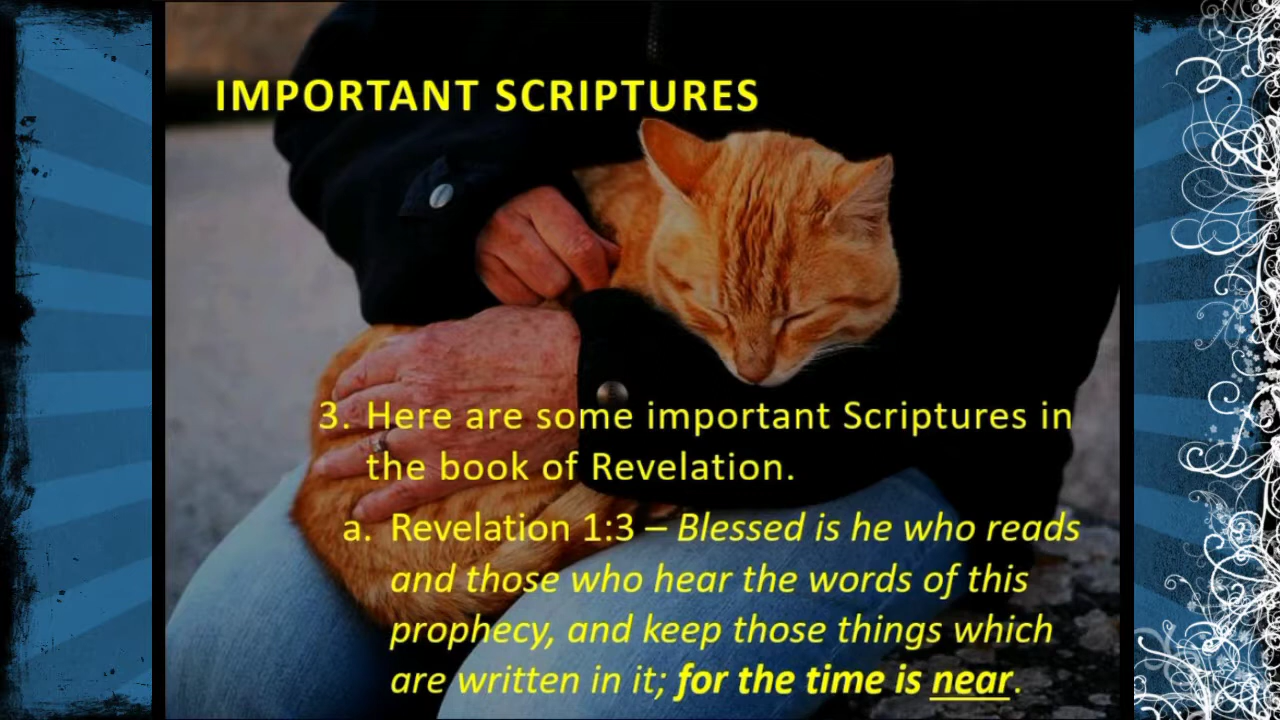 IMPORTANT SCRIPTURES
3. Here are some important Scriptures in
the book of Revelation.
a. Revelation 1:3 – Blessed is he who reads
and those who hear the words of this
prophecy, and keep those things which
are written in it; for the time is near.